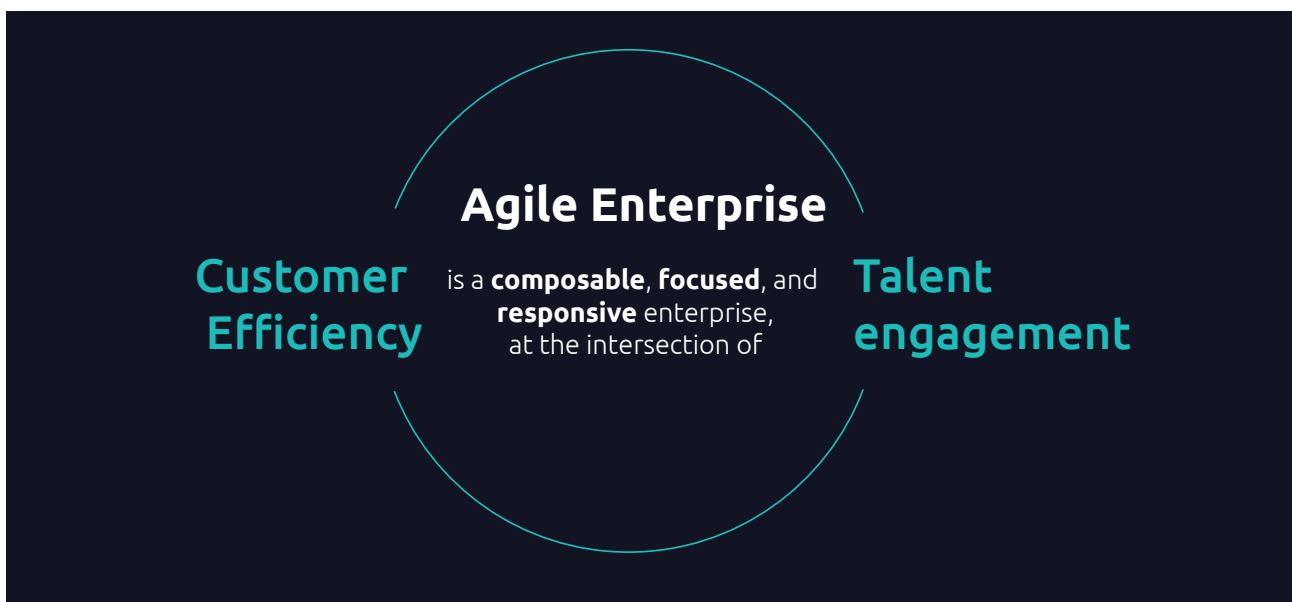 Agile Enterprise
is a composable, focused, and
responsive enterprise,
at the intersection of
Customer
Efficiency
Talent
engagement